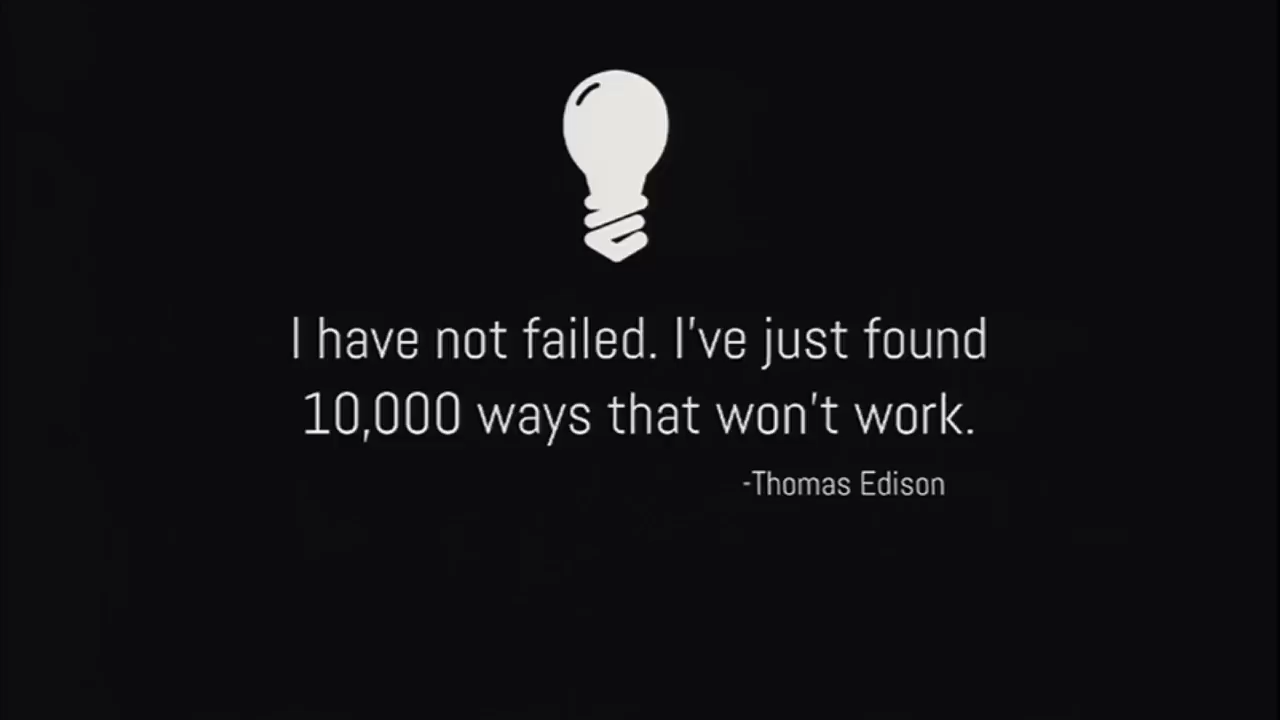 I have not failed. I've just found
10,000 ways that won't work.
-Thomas Edison